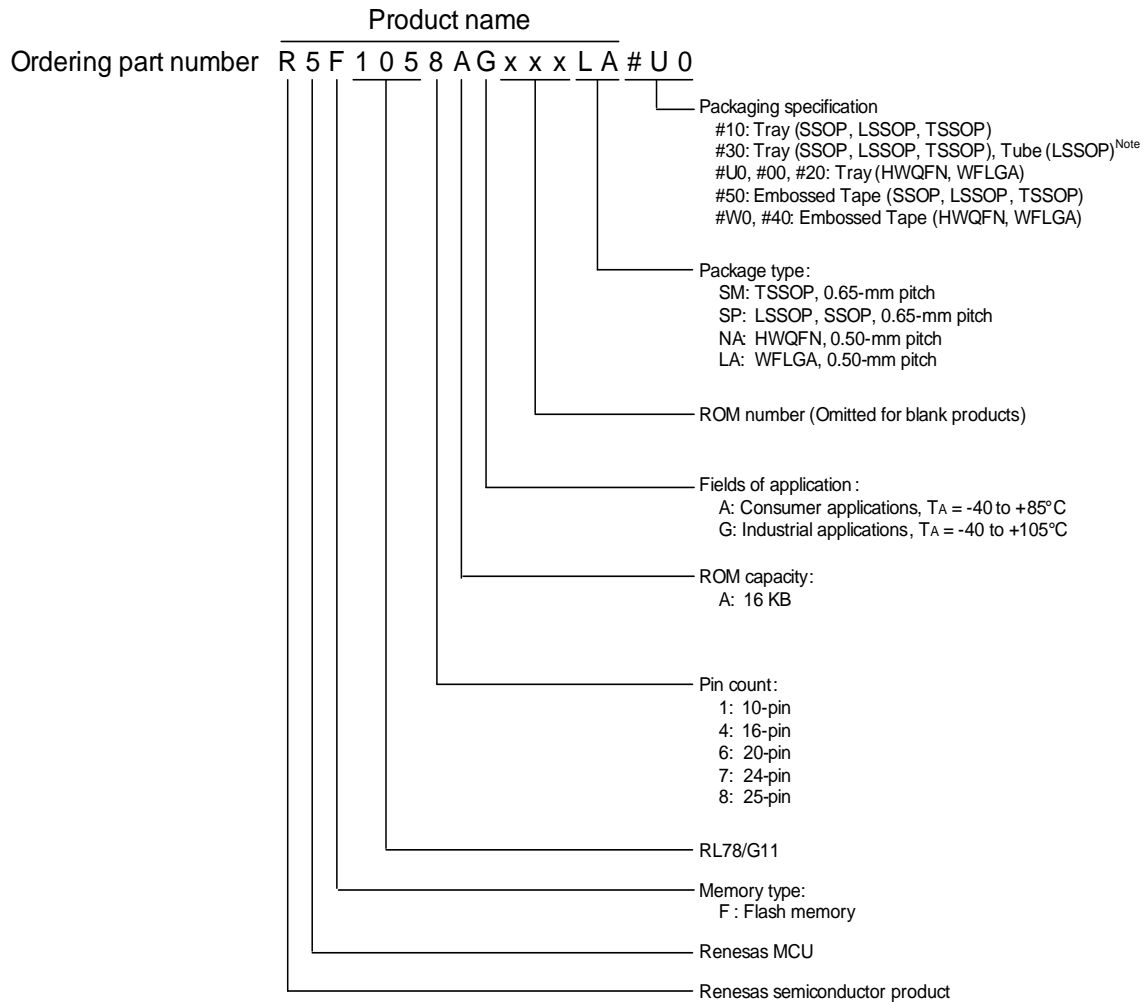 Product name
Ordering part number R 5 F 1 0 5 8 A G x x x L A # U 0
Packaging specification
#10: Tray (SSOP, LSSOP, TSSOP)
#30: Tray (SSOP, LSSOP, TSSOP), Tube (LSSOP)Note
#U0, #00, #20: Tray (HWQFN, WFLGA)
#50: Embossed Tape (SSOP, LSSOP, TSSOP)
#W0, #40: Embossed Tape (HWQFN, WFLGA)
Package type:
SM: TSSOP, 0.65-mm pitch
SP: LSSOP, SSOP, 0.65-mm pitch
NA: HWQFN, 0.50-mm pitch
LA: WFLGA, 0.50-mm pitch
ROM number (Omitted for blank products)
Fields of application:
A: Consumer applications, TA = -40 to +85°C
G: Industrial applications, TA = -40 to +105°C
ROM capacity:
A: 16 KB
Pin count:
1: 10-pin
4: 16-pin
6: 20-pin
7: 24-pin
8: 25-pin
RL78/G11
Memory type:
F : Flash memory
Renesas MCU
Renesas semiconductor product